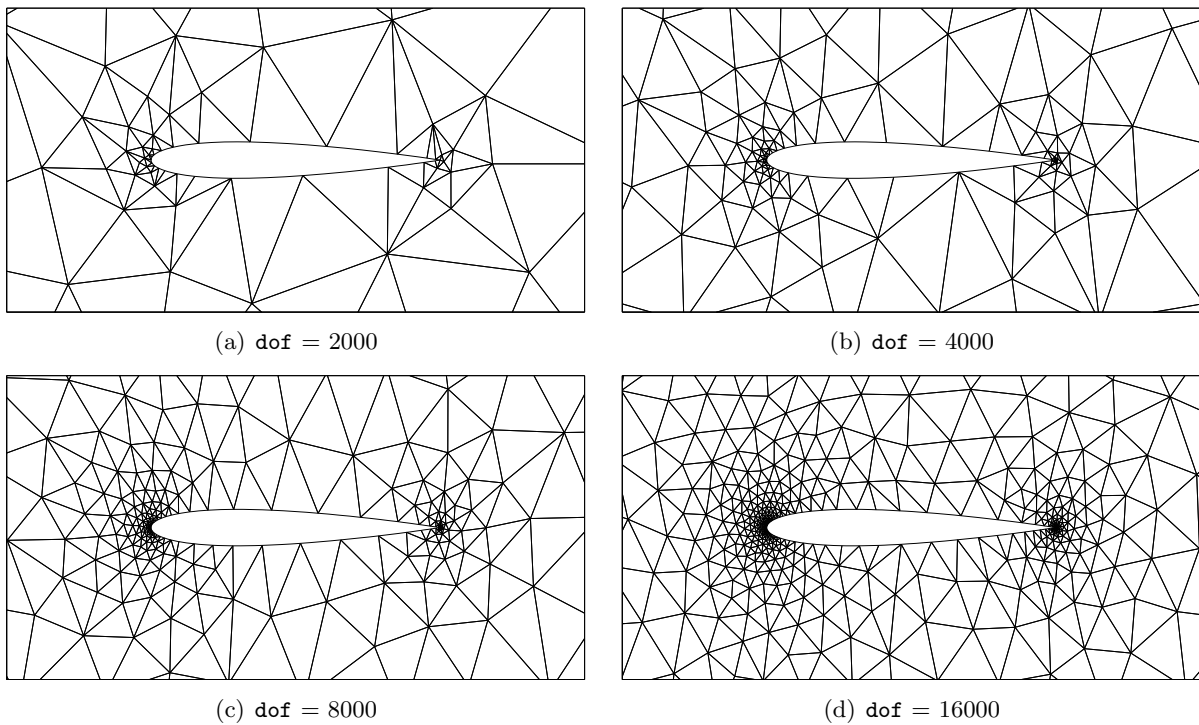 (a) dof = 2000
(b) dof = 4000
(c) dof = 8000
(d) dof = 16000